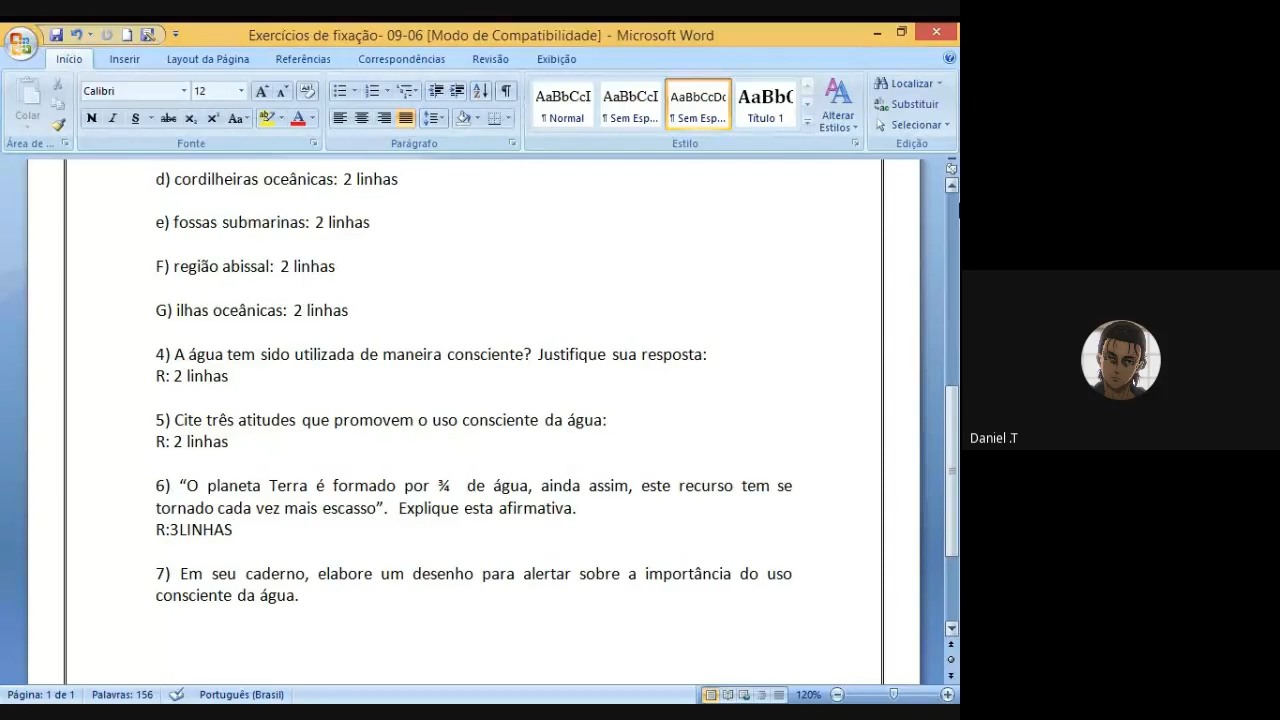 Exercícios de fixação- 09-06 [Modo de Compatibilidade] - Microsoft Word
Início Inserir Layout da Página Referências Correspondências Revisão Exibição
Calibri 12
AaBbCcI AaBbCcI AaBbCcDc AaBbC
Localizar
Substituir
Selecionar
Colar
¶ Normal ¶ Sem Esp... ¶ Sem Esp... Título 1
Alterar
Estilos
Área de ... Fonte Parágrafo Estilo Edição
d) cordilheiras oceânicas: 2 linhas
e) fossas submarinas: 2 linhas
F) região abissal: 2 linhas
G) ilhas oceânicas: 2 linhas
4) A água tem sido utilizada de maneira consciente? Justifique sua resposta:
R: 2 linhas
5) Cite três atitudes que promovem o uso consciente da água:
R: 2 linhas
6) “O planeta Terra é formado por ¾ de água, ainda assim, este recurso tem se
tornado cada vez mais escasso”. Explique esta afirmativa.
R:3LINHAS
7) Em seu caderno, elabore um desenho para alertar sobre a importância do uso
consciente da água.
Daniel .T
Página: 1 de 1 Palavras: 156 Português (Brasil) 120%